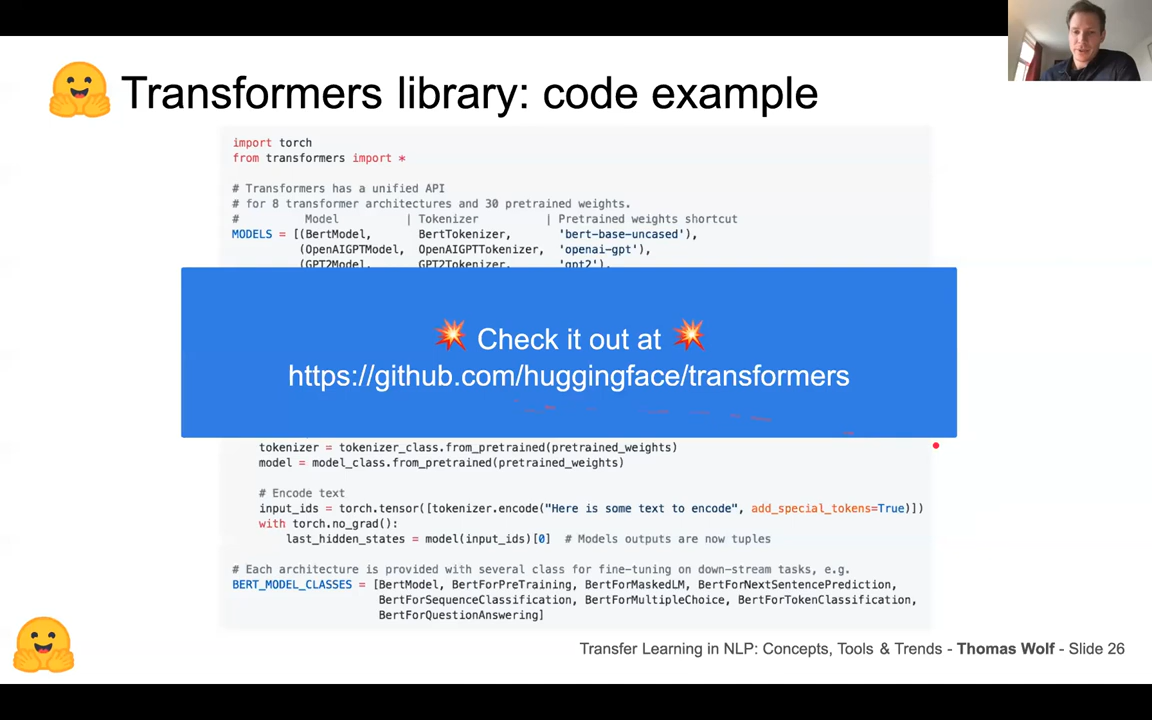 Transformers library: code example
import torch
from transformers import *
# Transformers has a unified API
# for 8 transformer architectures and 30 pretrained weights.
#          Model          | Tokenizer          | Pretrained weights shortcut
MODELS = [(BertModel,       BertTokenizer,       'bert-base-uncased'),
(OpenAIGPTModel,  OpenAIGPTTokenizer,  'openai-gpt'),
(GPT2Model,       GPT2Tokenizer,       'gpt2'),
💥 Check it out at 💥
https://github.com/huggingface/transformers
tokenizer = tokenizer_class.from_pretrained(pretrained_weights)
model = model_class.from_pretrained(pretrained_weights)
# Encode text
input_ids = torch.tensor([tokenizer.encode("Here is some text to encode", add_special_tokens=True)])
with torch.no_grad():
last_hidden_states = model(input_ids)[0]  # Models outputs are now tuples
# Each architecture is provided with several class for fine-tuning on down-stream tasks, e.g.
BERT_MODEL_CLASSES = [BertModel, BertForPreTraining, BertForMaskedLM, BertForNextSentencePrediction,
BertForSequenceClassification, BertForMultipleChoice, BertForTokenClassification,
BertForQuestionAnswering]
Transfer Learning in NLP: Concepts, Tools & Trends - Thomas Wolf - Slide 26